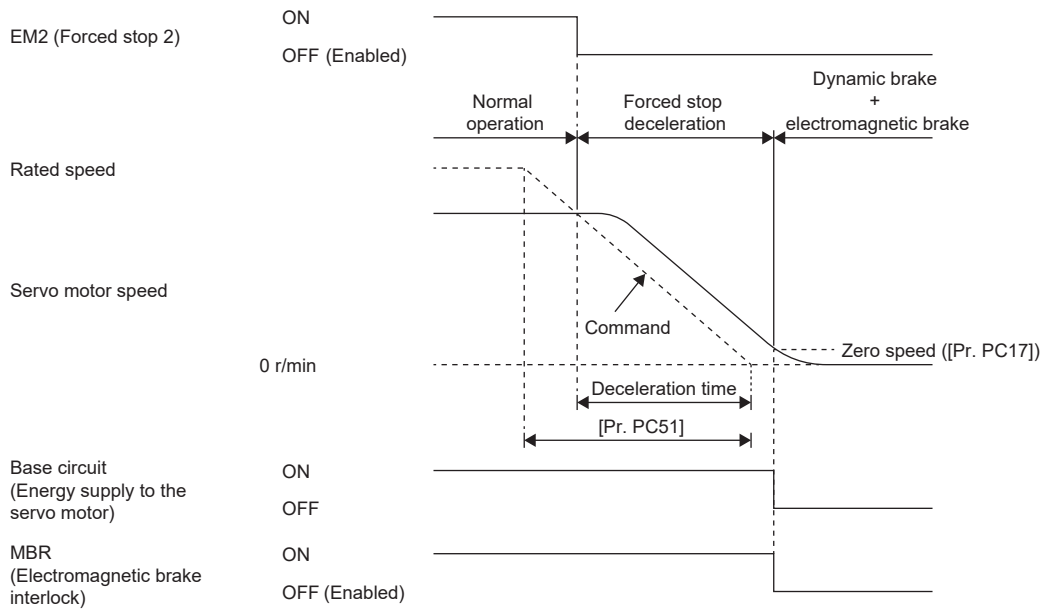 EM2 (Forced stop 2)
ON
OFF (Enabled)
Normal
operation
Forced stop
deceleration
Dynamic brake
+
electromagnetic brake
Rated speed
Servo motor speed
Command
Zero speed ([Pr. PC17])
0 r/min
Deceleration time
[Pr. PC51]
Base circuit
(Energy supply to the
servo motor)
ON
OFF
MBR
(Electromagnetic brake
interlock)
ON
OFF (Enabled)